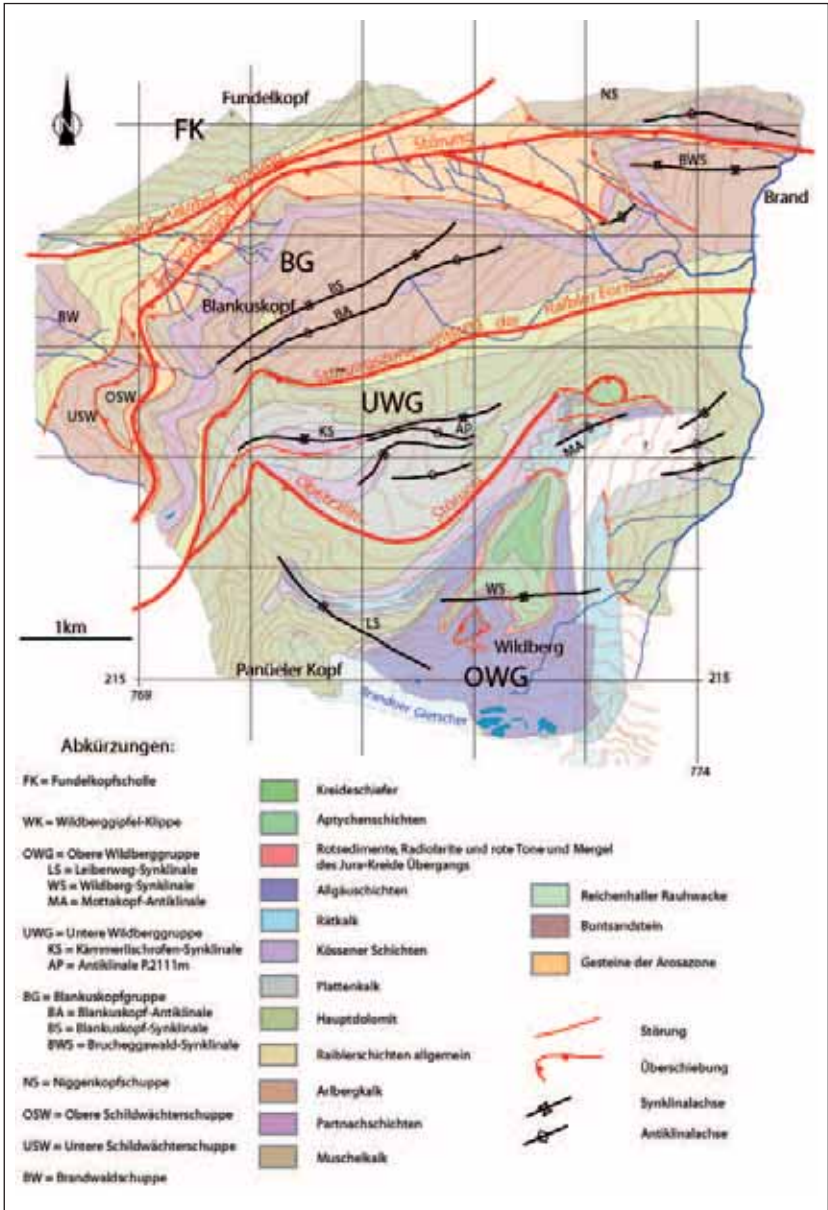 N
Fundelkopf
FK
NS
Störung
BWS
Brand
BG
BS
Blankuskopf
BA
BW
OSW
USW
UWG
KS
AP
MA
Störung
WS
LS
Wildberg
1km
Panüeler Kopf
OWG
215
215
769
774
Abkürzungen:
FK = Fundelkopfscholle
WK = Wildberggipfel-Klippe
OWG = Obere Wildberggruppe
LS = Leiberweg-Synklinale
WS = Wildberg-Synklinale
MA = Mottakopf-Antiklinale
UWG = Untere Wildberggruppe
KS = Kämmerlischrofen-Synklinale
AP = Antiklinale P.2111m
BG = Blankuskopfgruppe
BA = Blankuskopf-Antiklinale
BS = Blankuskopf-Synklinale
BWS = Brucheggawald-Synklinale
NS = Niggenkopfschuppe
OSW = Obere Schildwächterschuppe
USW = Untere Schildwächterschuppe
BW = Brandwaldschuppe
Kreideschiefer
Aptychenschichten
Rotsedimente, Radiolarite und rote Tone und Mergel
des Jura-Kreide Übergangs
Allgäuschichten
Rätkalk
Kössener Schichten
Plattenkalk
Hauptdolomit
Raiblerschichten allgemein
Arlbergkalk
Partnachschichten
Muschelkalk
Reichenhaller Rauhwacke
Buntsandstein
Gesteine der Arosazone
Störung
Überschiebung
Synklinalachse
Antiklinalachse